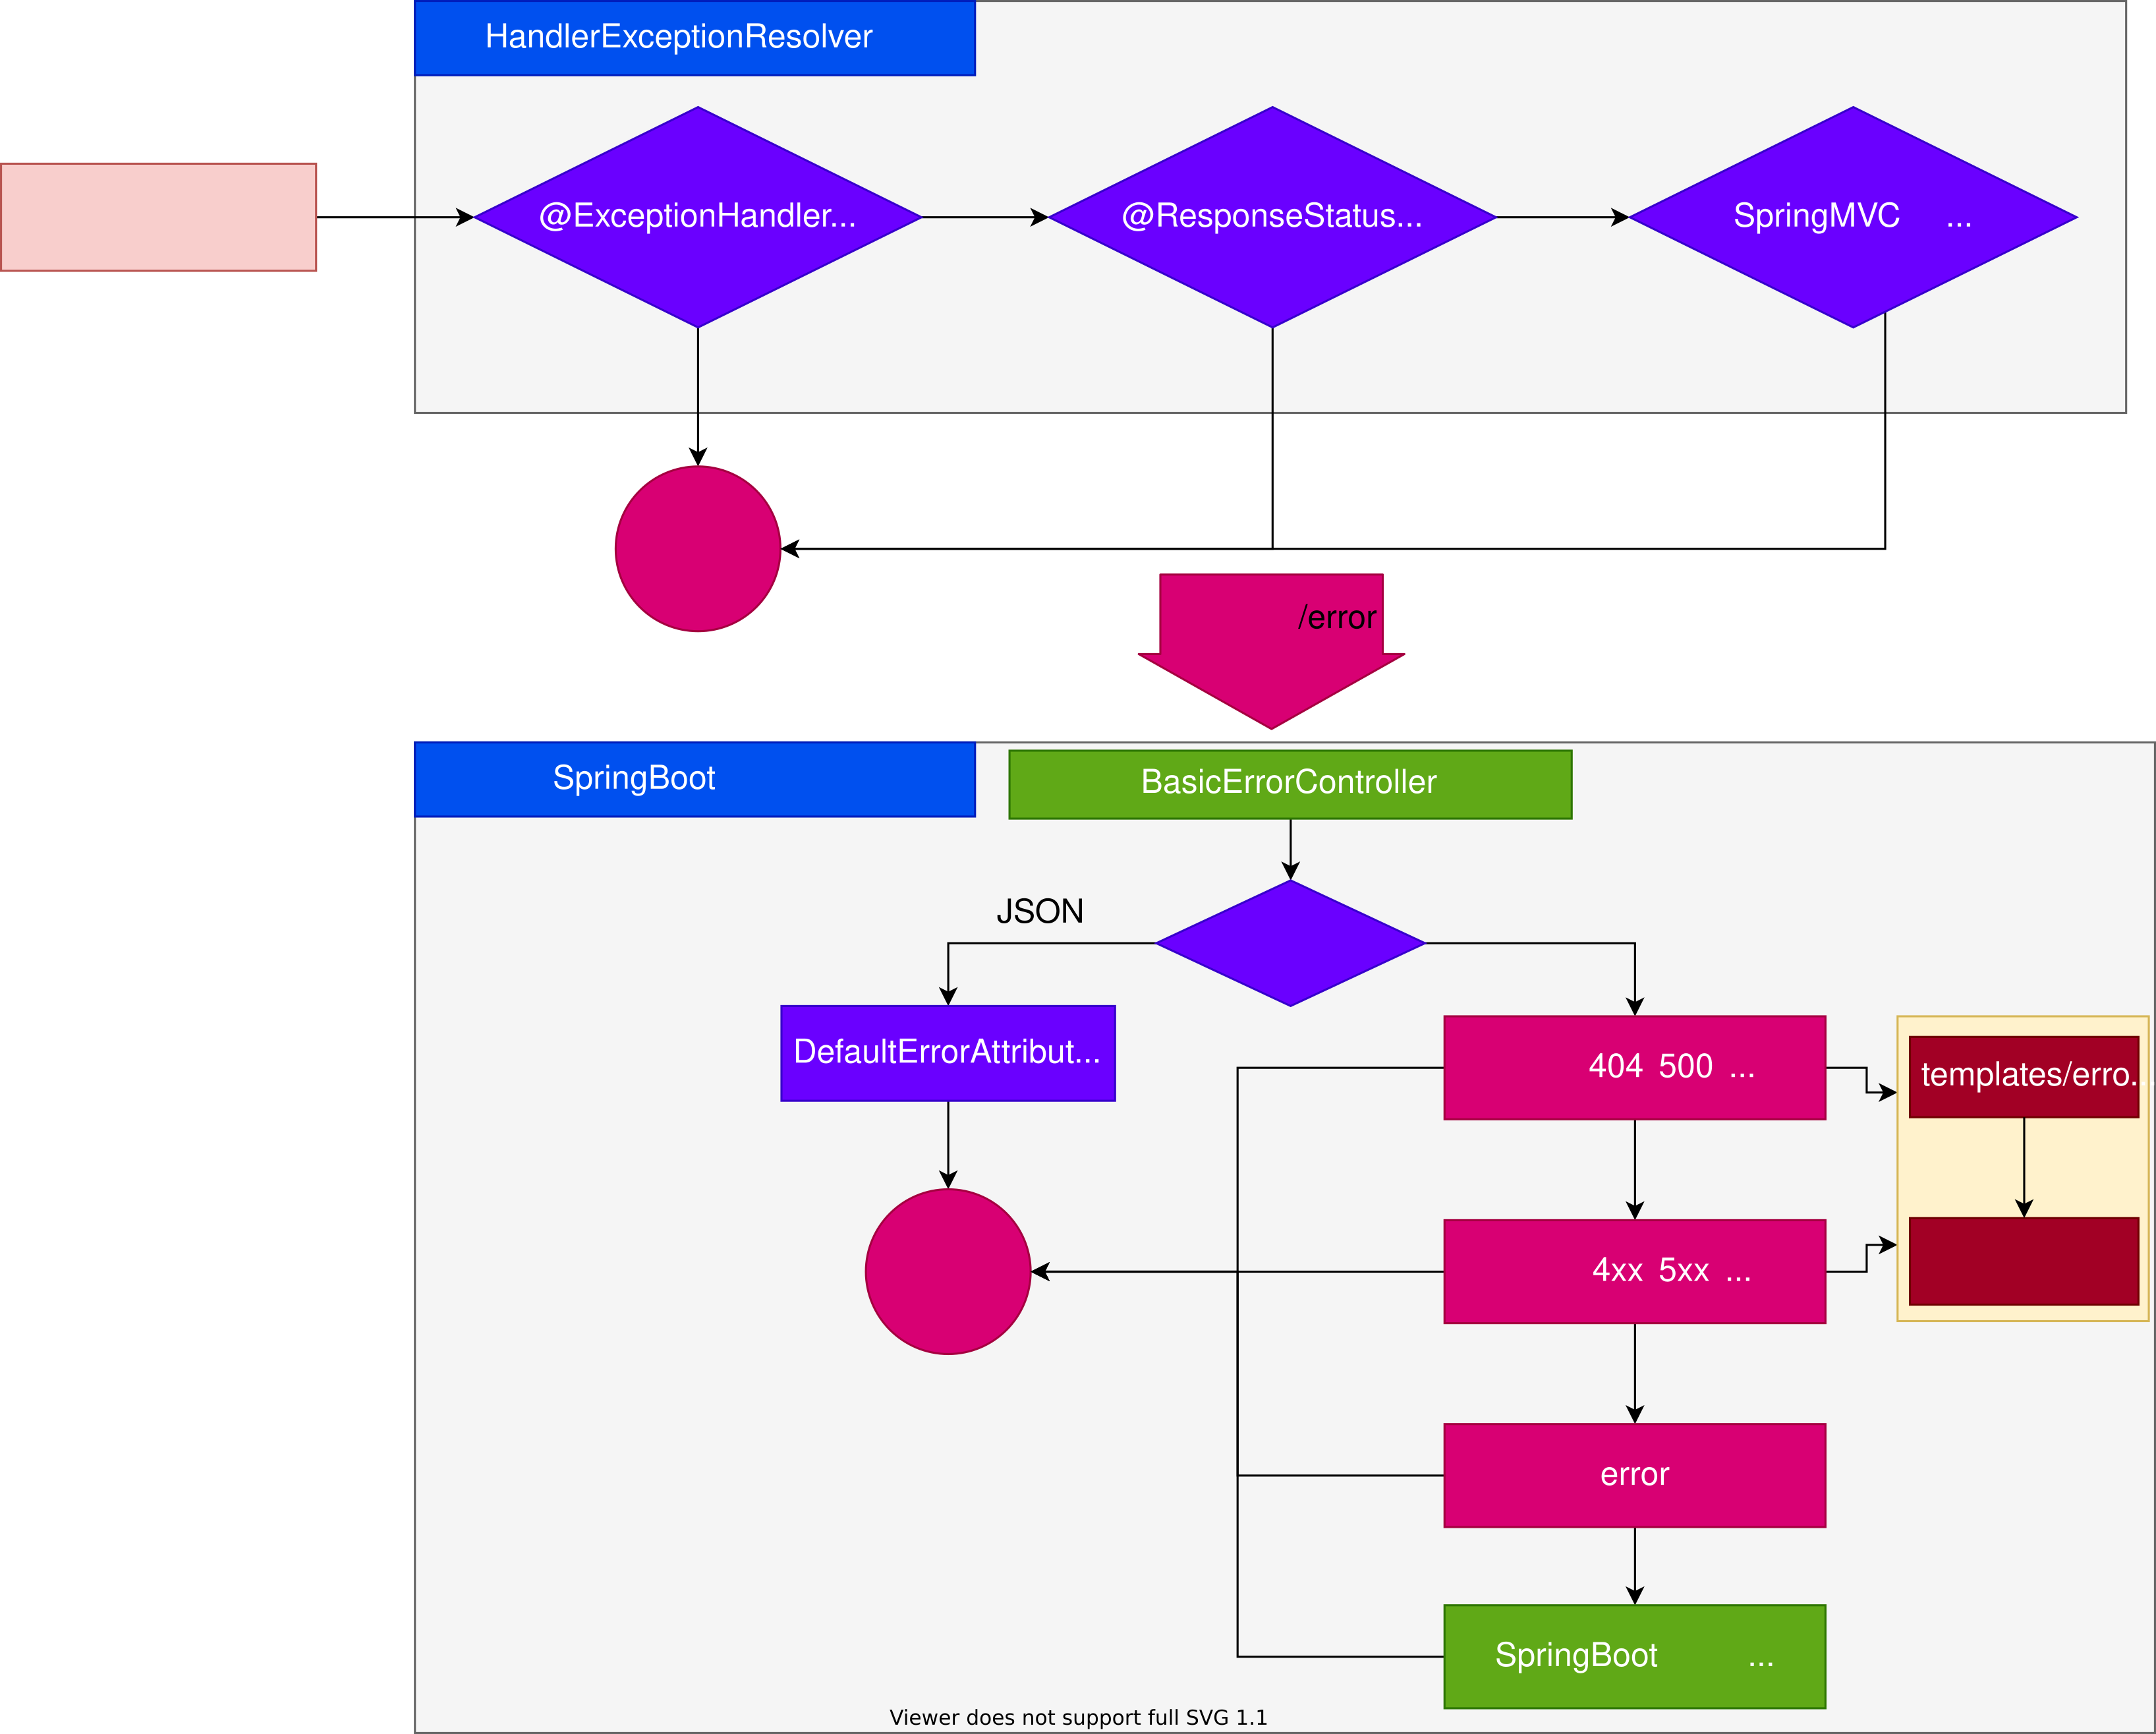 HandlerExceptionResolver
@ExceptionHandler...
@ResponseStatus...
SpringMVC ...
/error
SpringBoot
BasicErrorController
JSON
DefaultErrorAttribut...
404 500 ...
templates/erro...
4xx 5xx ...
error
SpringBoot ...
Viewer does not support full SVG 1.1